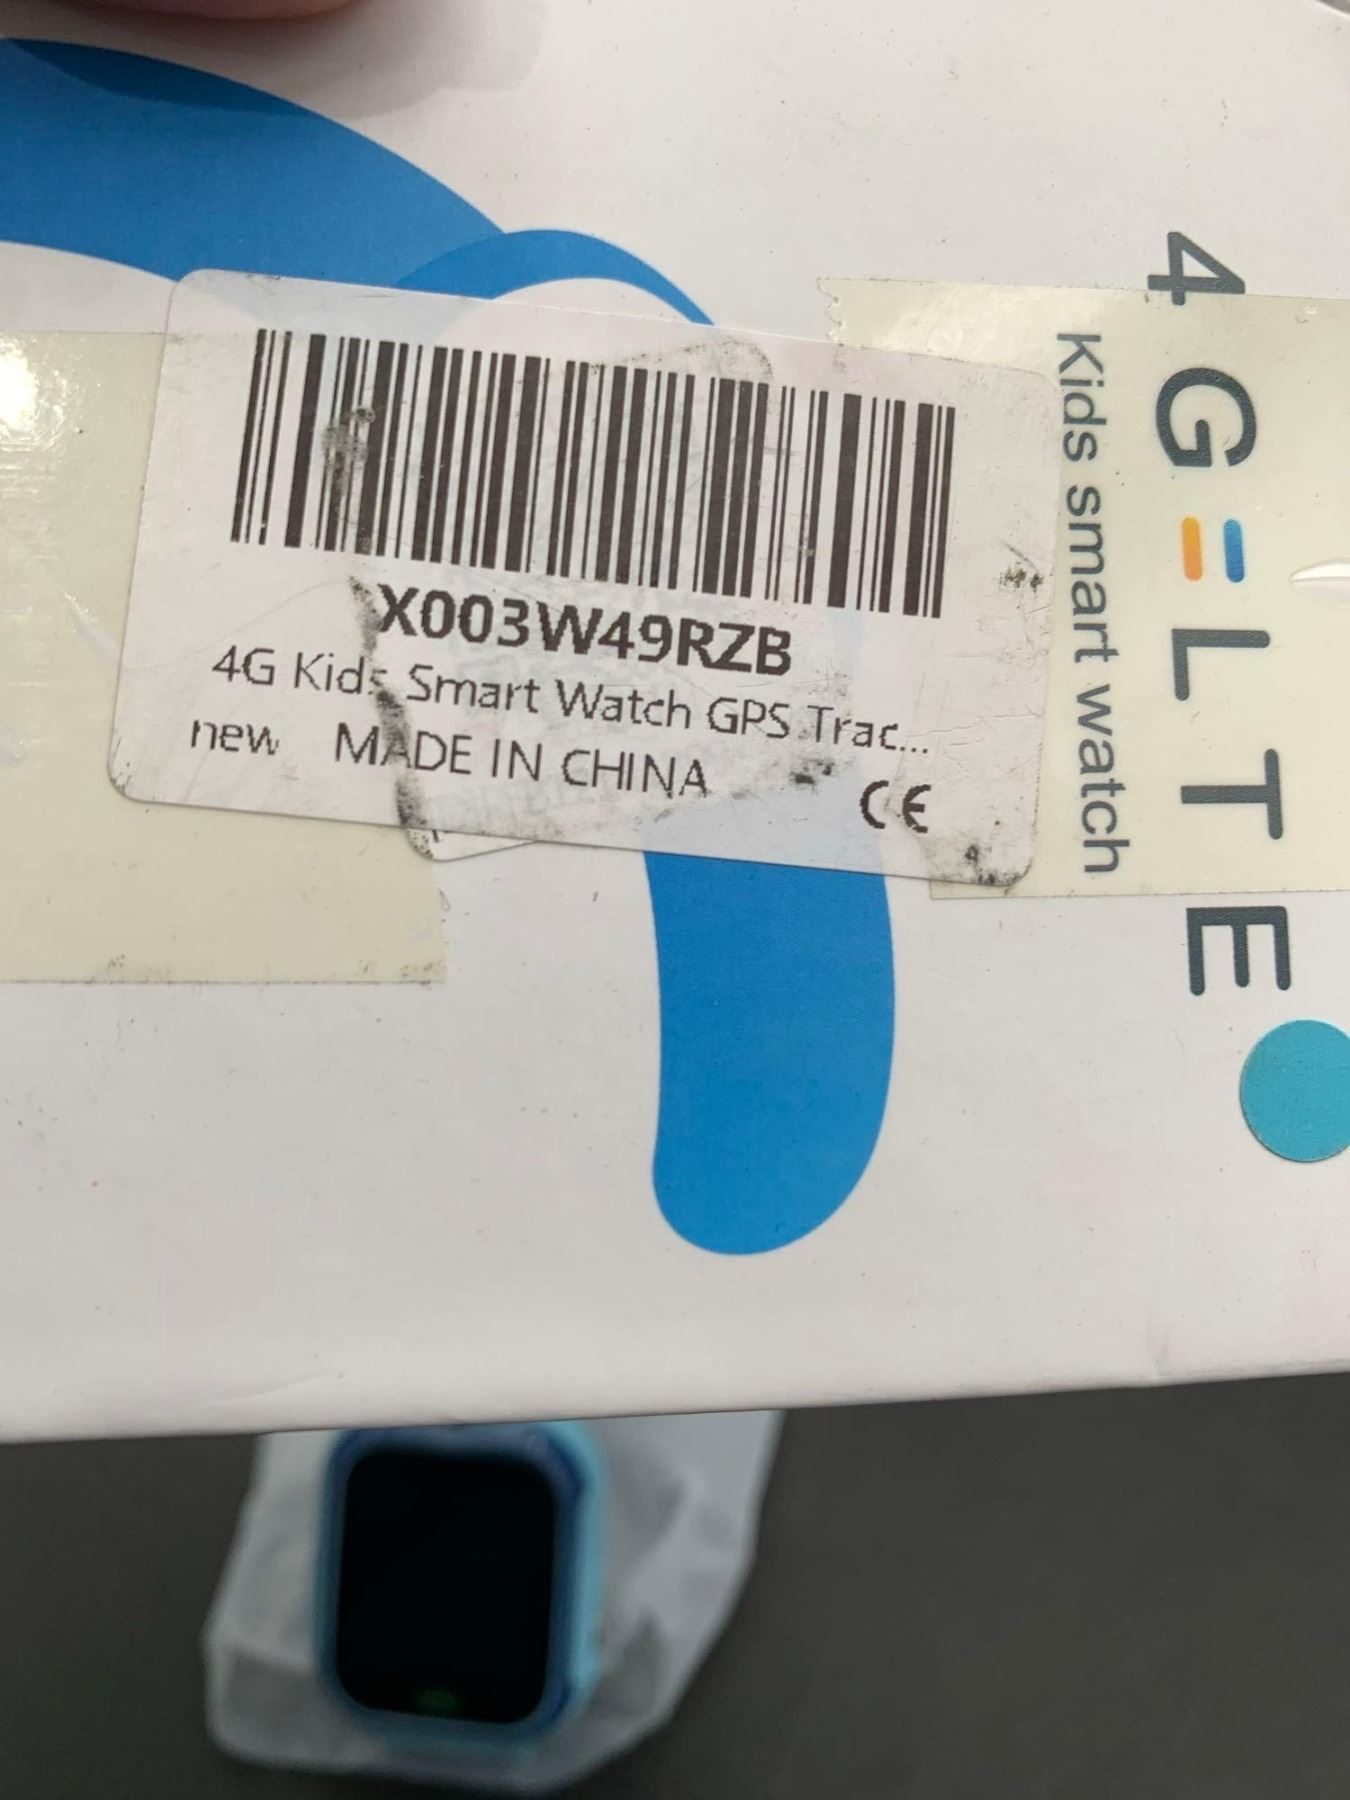 X003W49RZB
4G Kids Smart Watch GPS Trac...
new MADE IN CHINA
CE
4G=LTE
Kids smart watch